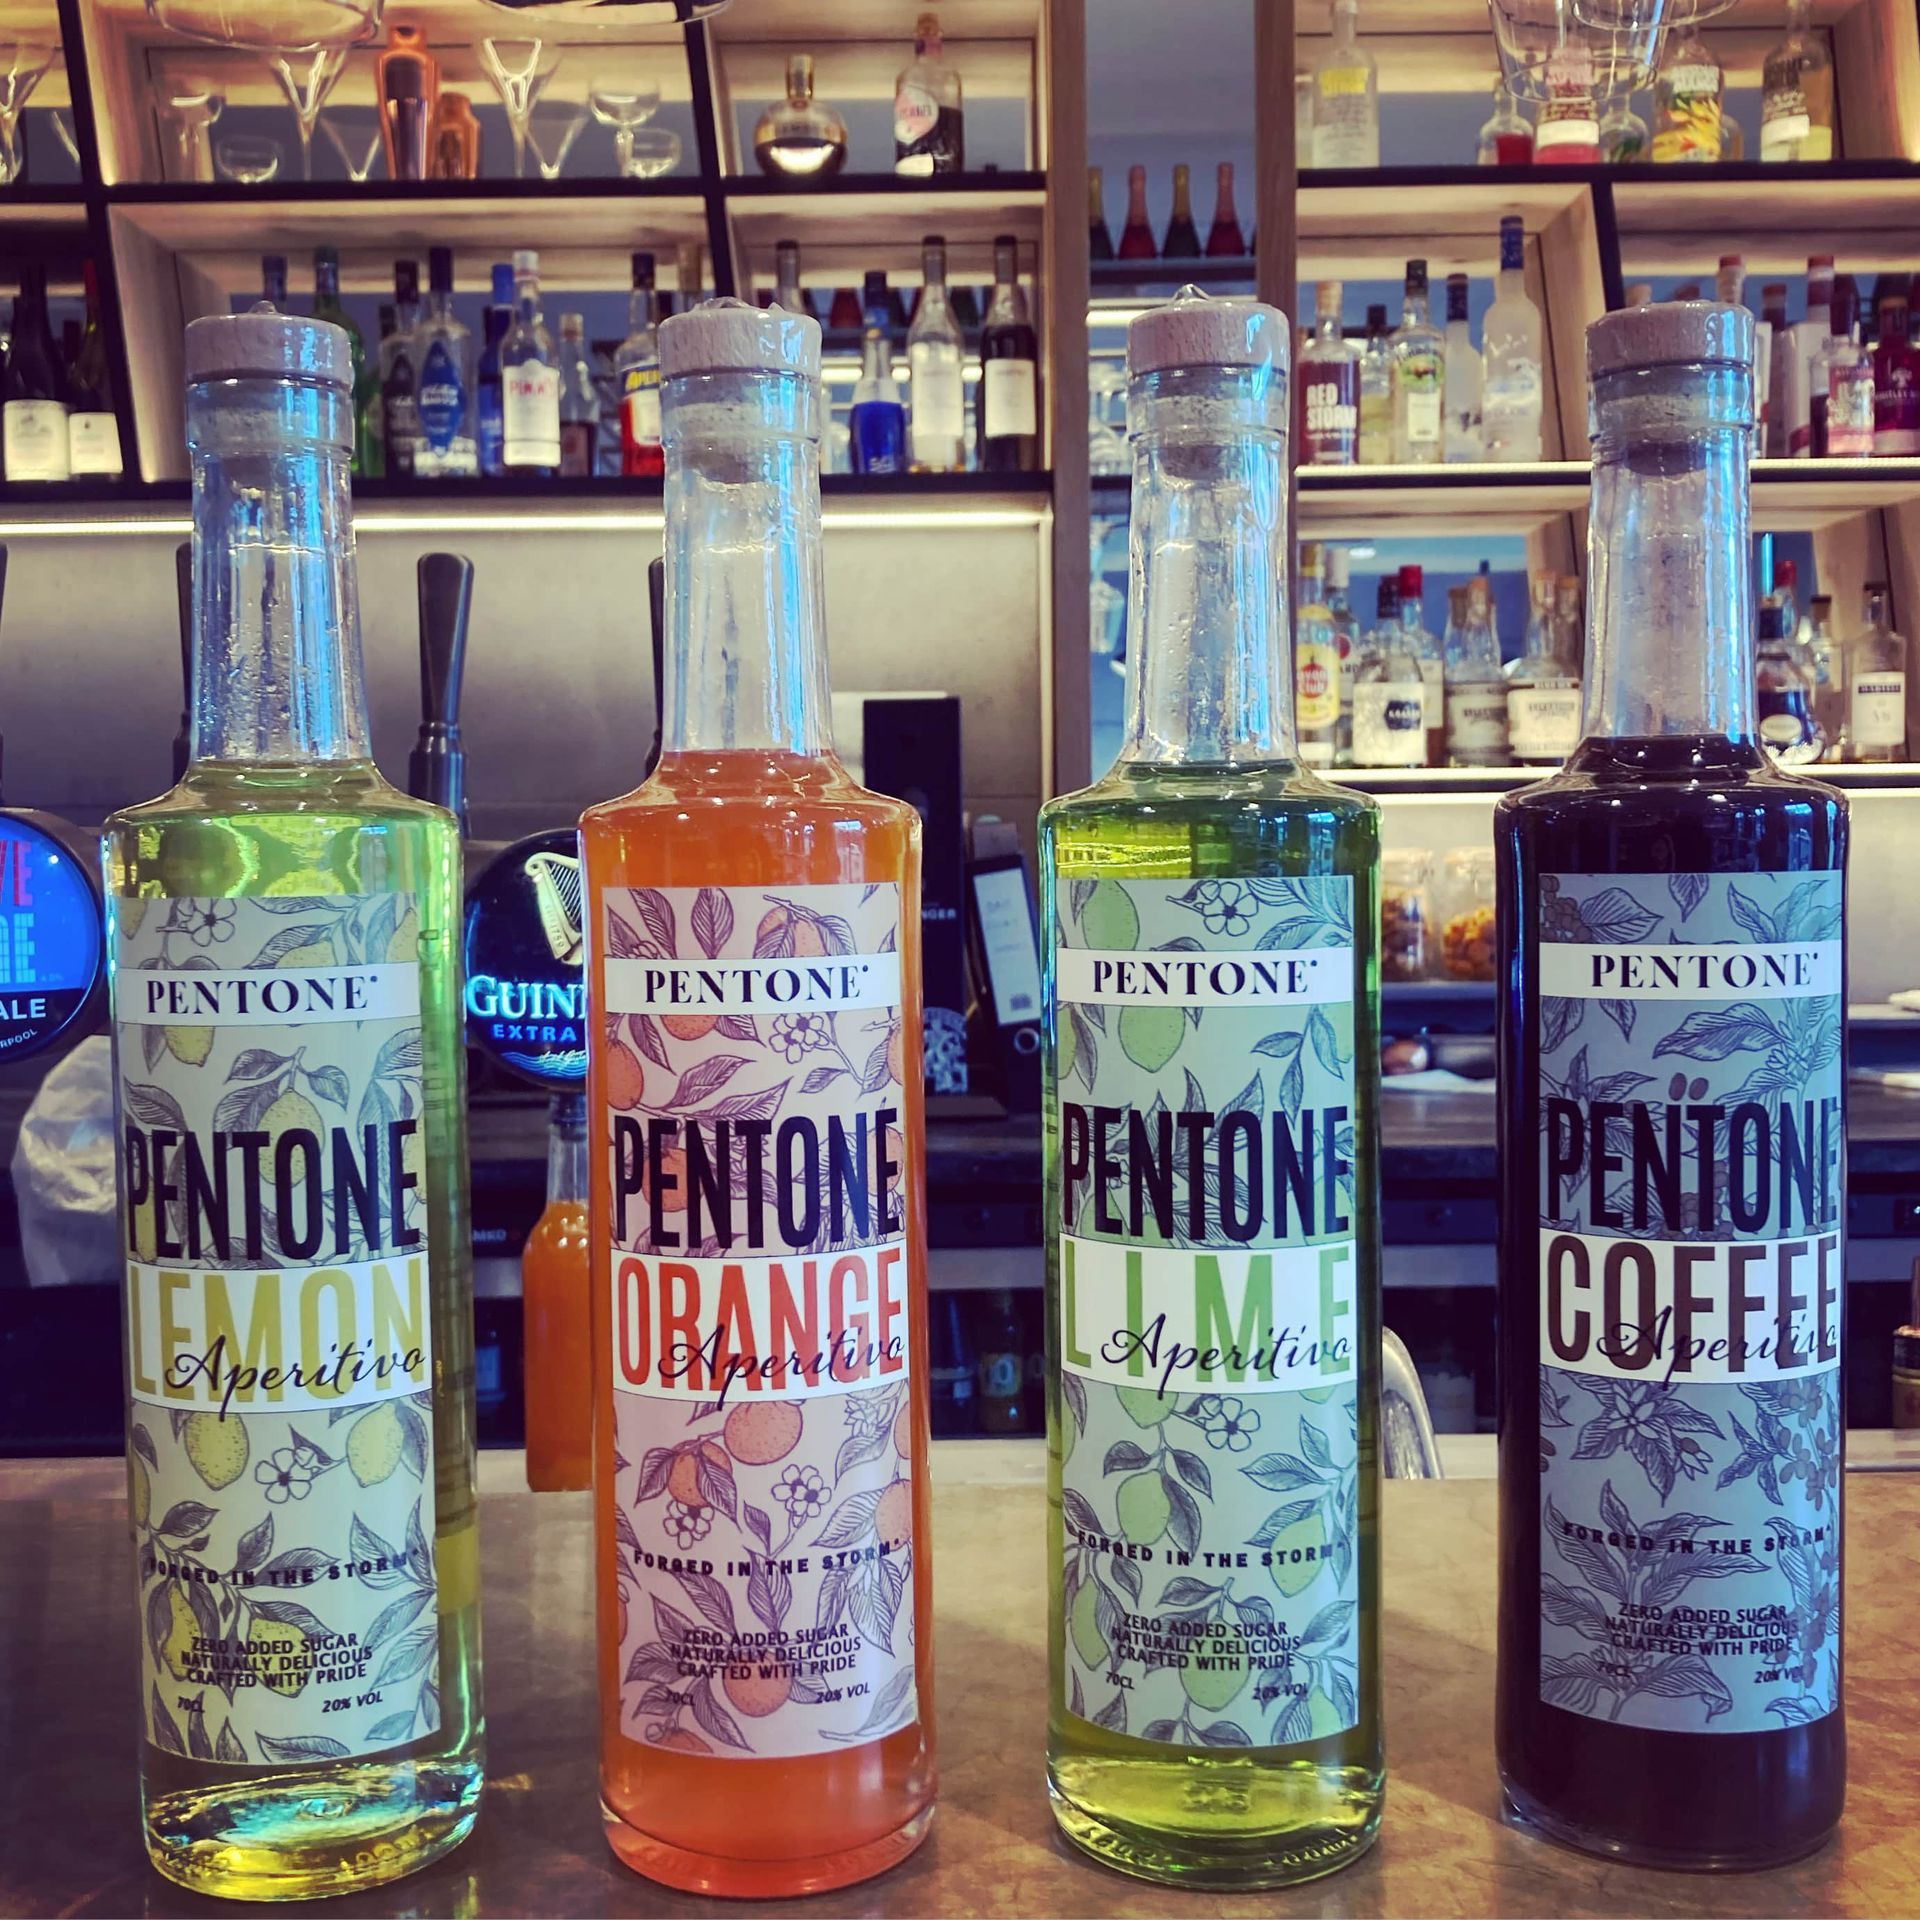 RED
STORM
GUIN
EXTRA
ALE
RPOOL
NGER
PENTONE
PENTONE
LEMON
Aperitivo
FORGED IN THE STORM
ZERO ADDED SUGAR
NATURALLY DELICIOUS
CRAFTED WITH PRIDE
70CL 20% VOL
PENTONE
PENTONE
ORANGE
Aperitivo
FORGED IN THE STORM
ZERO ADDED SUGAR
NATURALLY DELICIOUS
CRAFTED WITH PRIDE
70CL 20% VOL
PENTONE
PENTONE
LIME
Aperitivo
FORGED IN THE STORM
ZERO ADDED SUGAR
NATURALLY DELICIOUS
CRAFTED WITH PRIDE
70CL 20% VOL
PENTONE
PENTONE
COFFEE
Aperitivo
FORGED IN THE STORM
ZERO ADDED SUGAR
NATURALLY DELICIOUS
CRAFTED WITH PRIDE
70CL 20% VOL